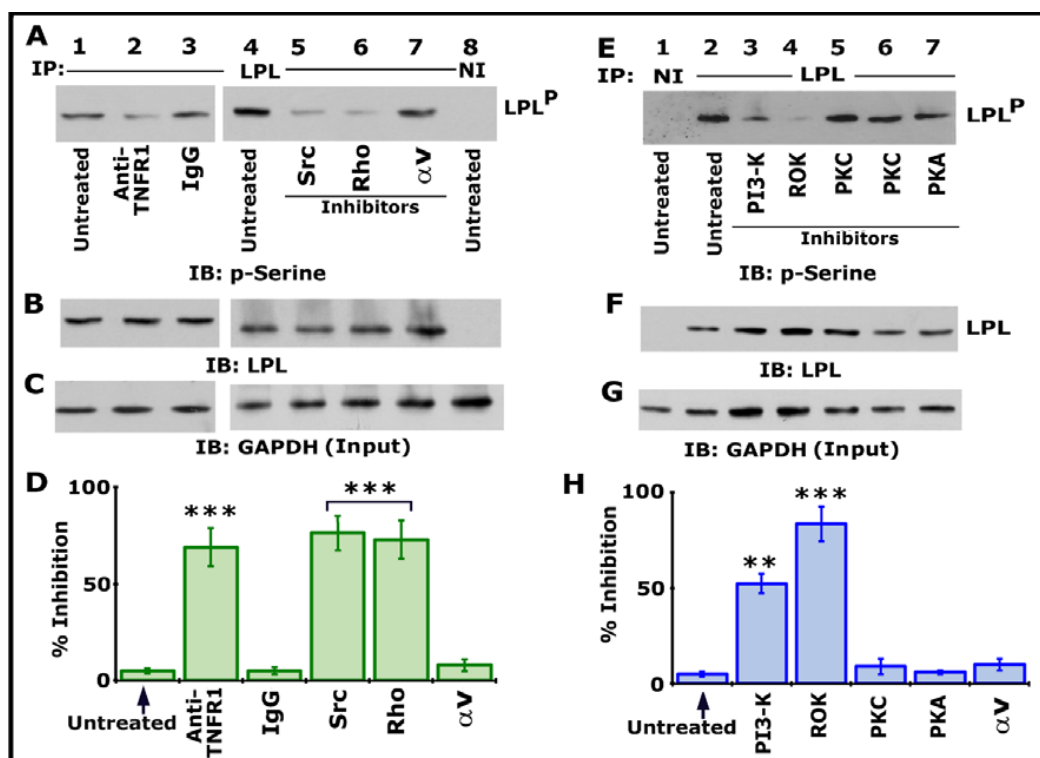 A
1 2 3 4 5 6 7 8
IP: LPL NI
LPLP
Untreated
Anti-
TNFR1
IgG
Untreated
Src
Rho
αv
Untreated
Inhibitors
IB: p-Serine
B
IB: LPL
C
IB: GAPDH (Input)
D
% Inhibition
100
50
0
***
***
Untreated
Anti-
TNFR1
IgG
Src
Rho
αv
E
1 2 3 4 5 6 7
IP: NI LPL
LPLP
Untreated
Untreated
PI3-K
ROK
PKC
PKC
PKA
Inhibitors
IB: p-Serine
F
LPL
IB: LPL
G
IB: GAPDH (Input)
H
% Inhibition
100
50
0
**
***
Untreated
PI3-K
ROK
PKC
PKA
αv